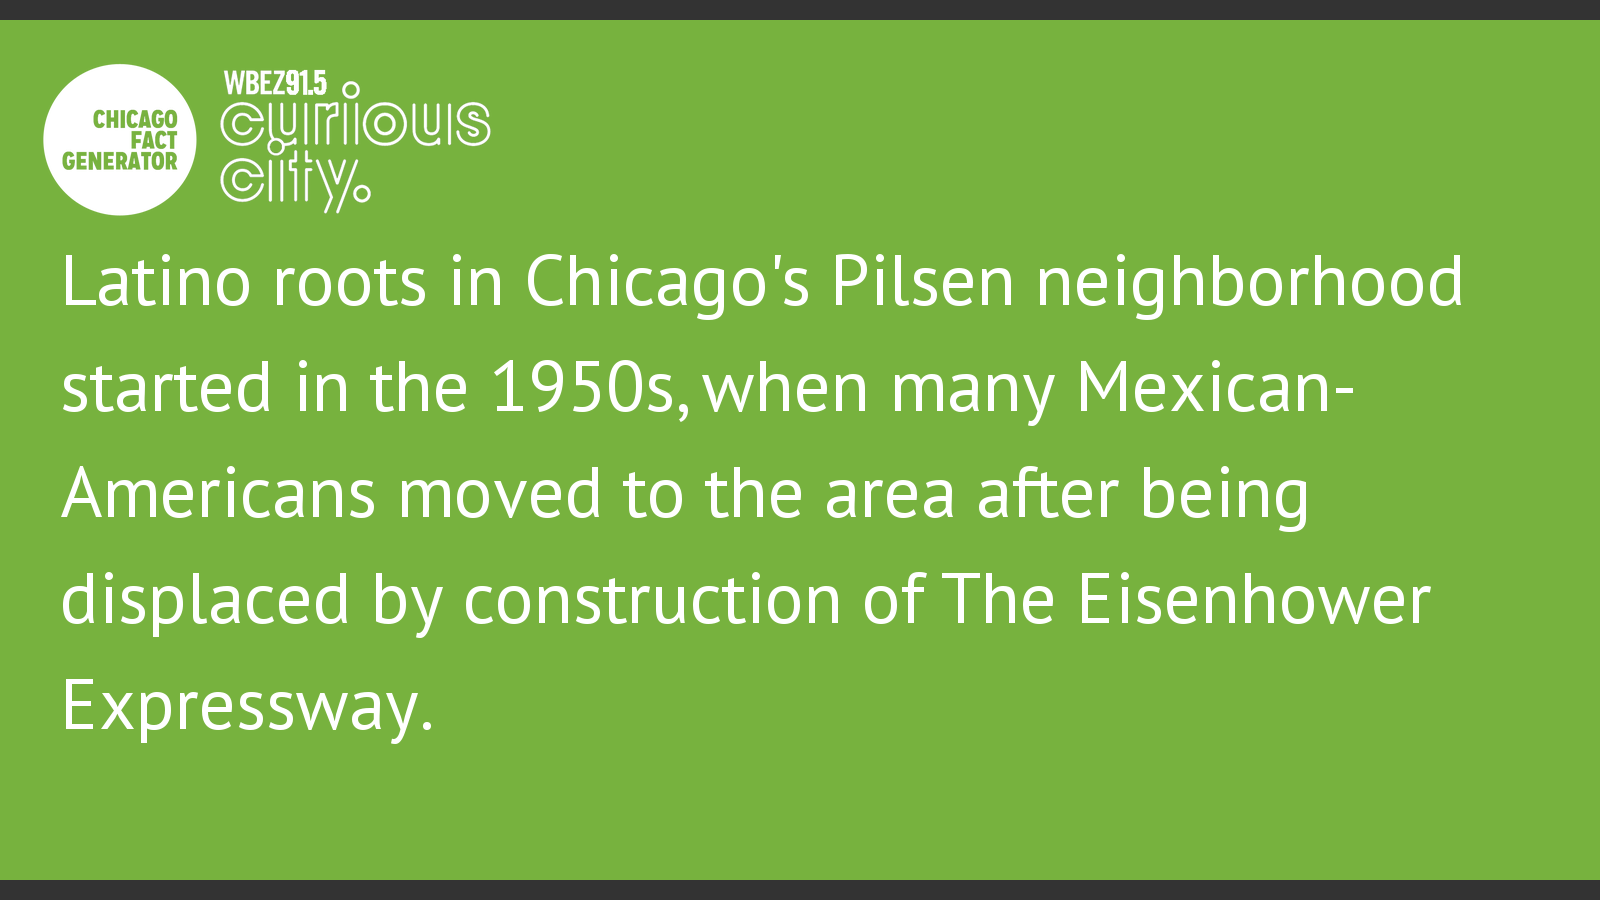 CHICAGO
FACT
GENERATOR
WBEZ91.5
curious
city.
Latino roots in Chicago's Pilsen neighborhood
started in the 1950s, when many Mexican-
Americans moved to the area after being
displaced by construction of The Eisenhower
Expressway.